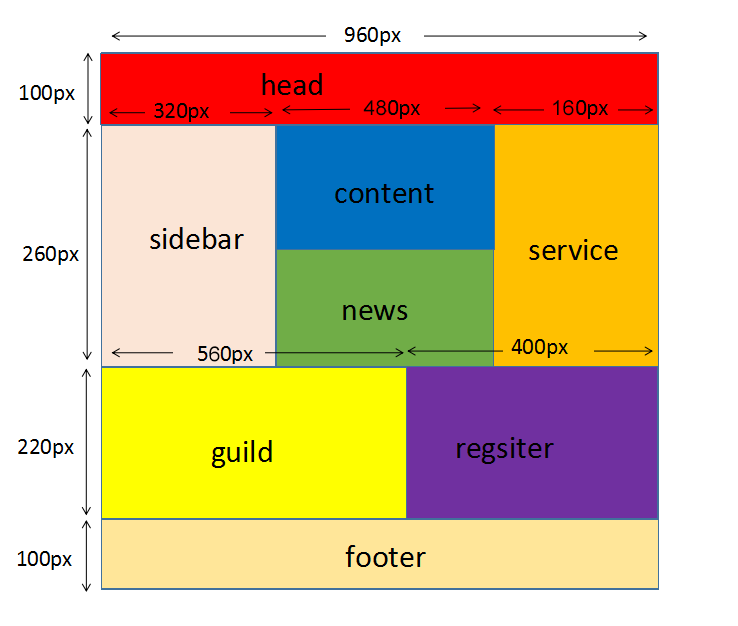 960px
head
100px
320px
480px
160px
content
sidebar
service
260px
news
560px
400px
guild
regsiter
220px
footer
100px